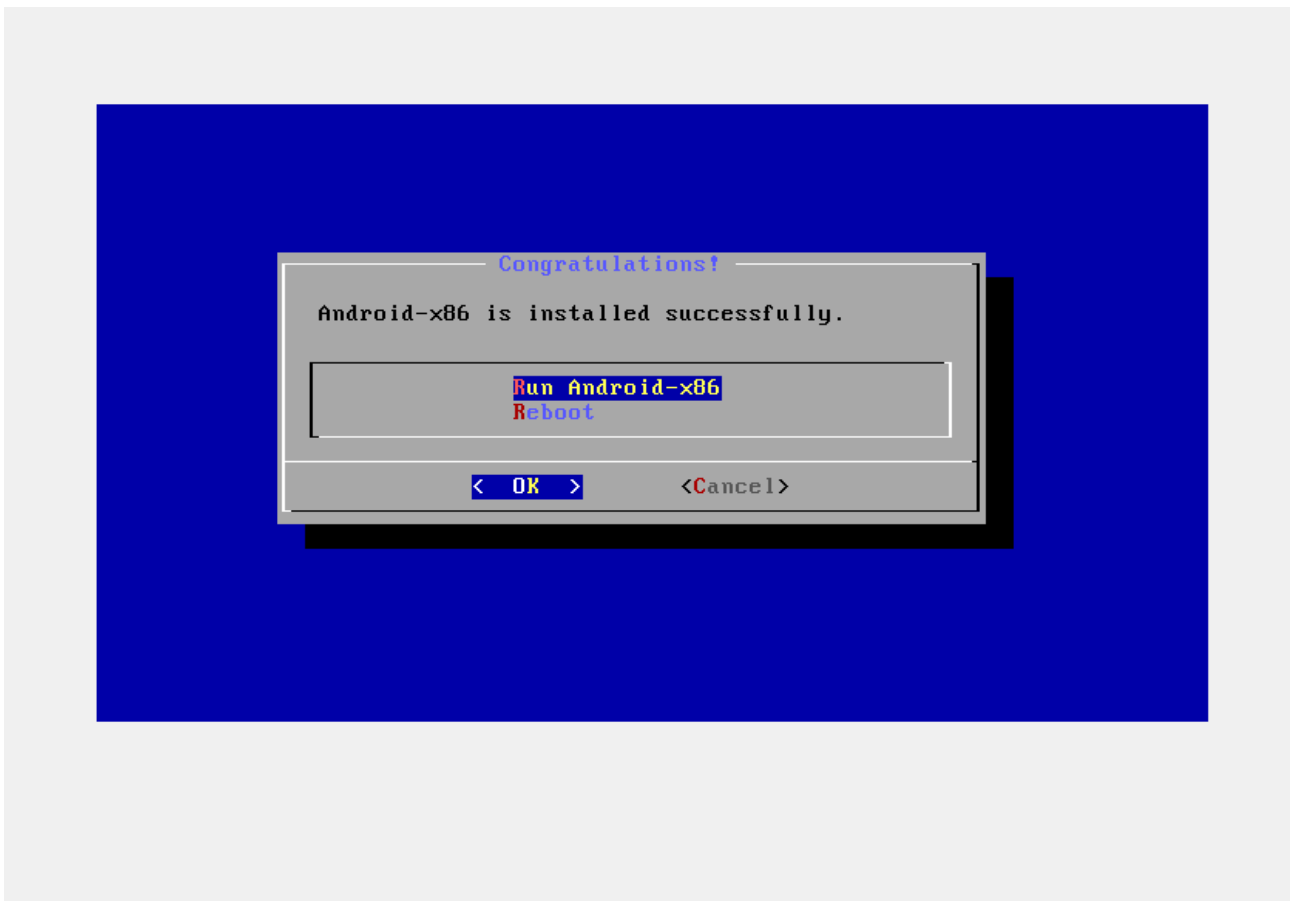 Congratulations!
Android-x86 is installed successfully.
Run Android-x86
Reboot
< OK > <Cancel>